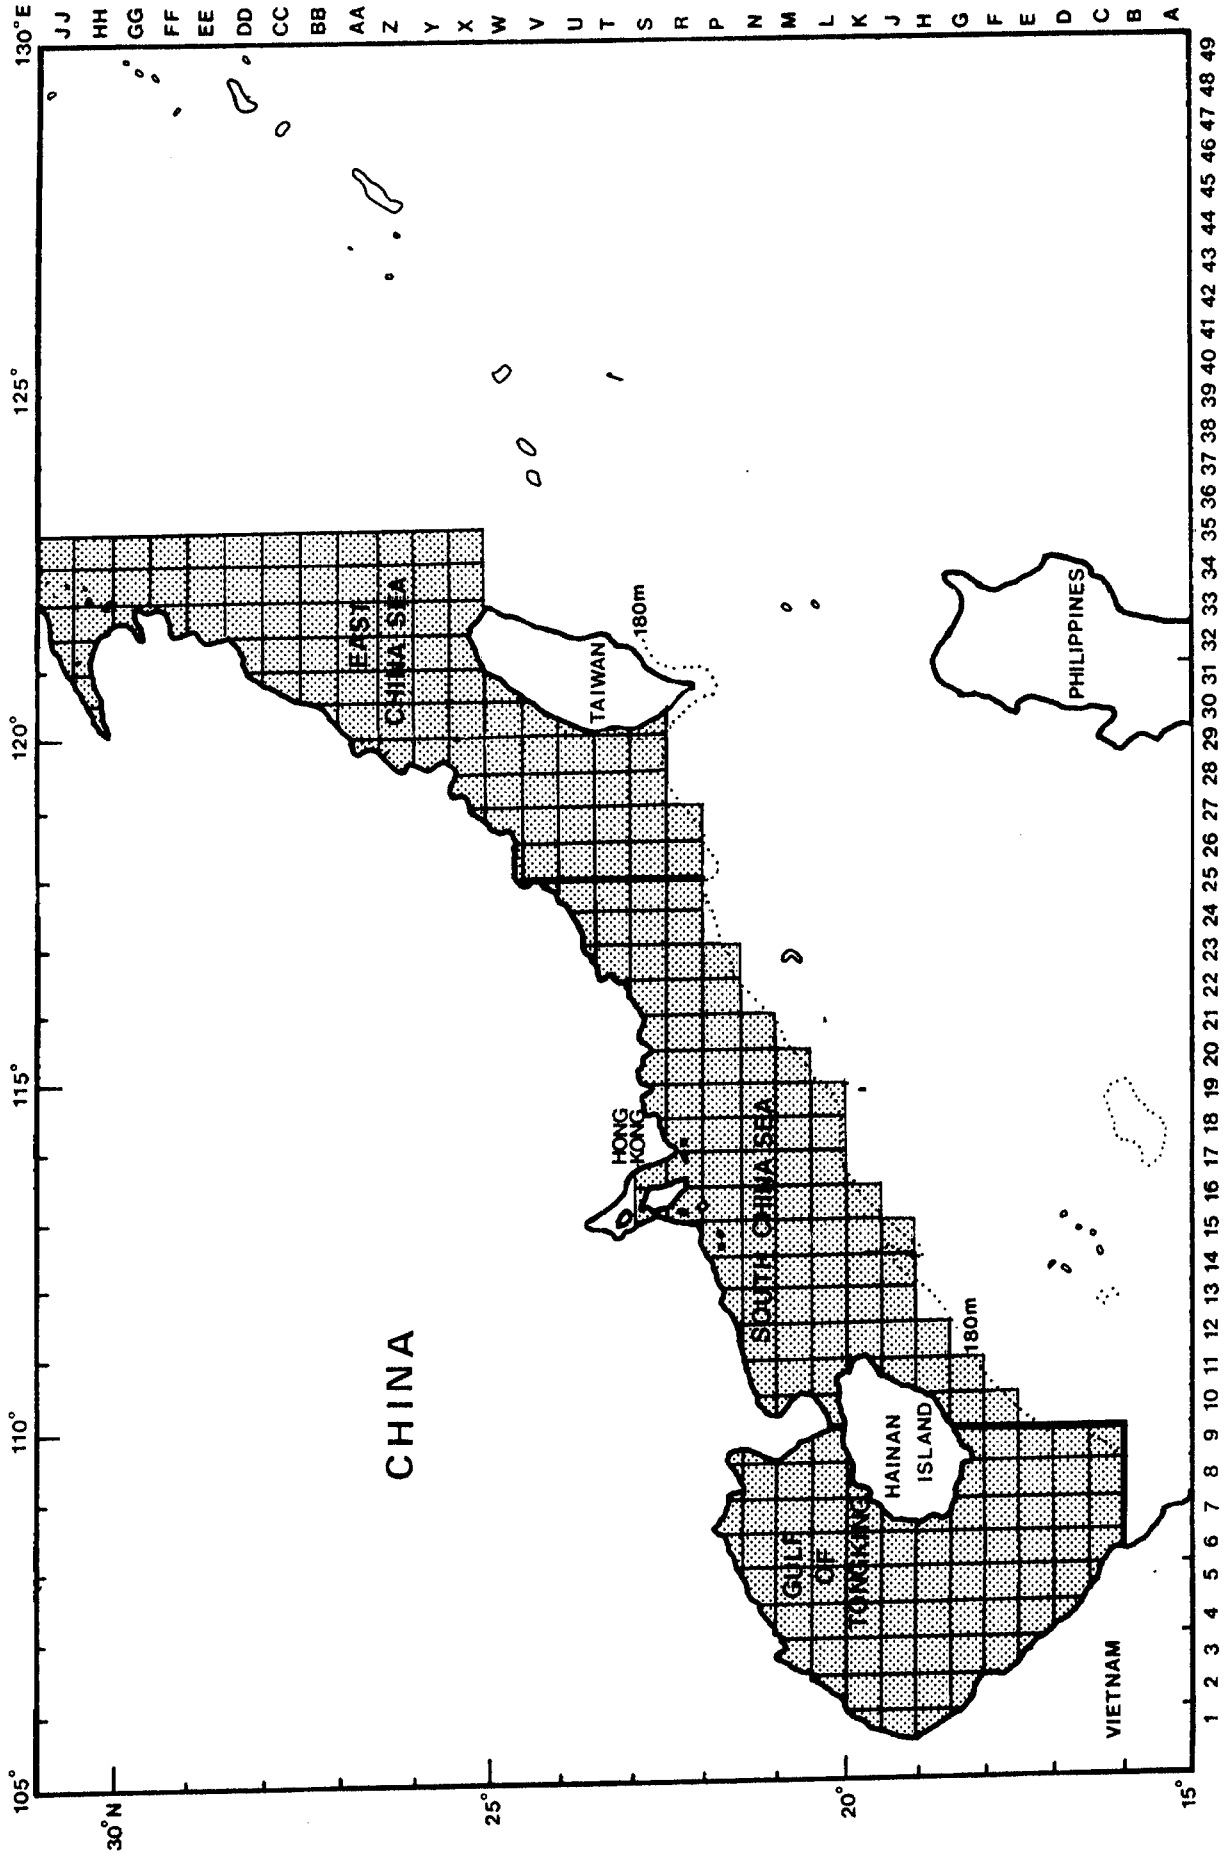 105° 110° 115° 120° 125° 130°E
30°N
25°
20°
15°
JJ
HH
GG
FF
EE
DD
CC
BB
AA
Z
Y
X
W
V
U
T
S
R
P
N
M
L
K
J
H
G
F
E
D
C
B
A
CHINA
EAST
CHINA SEA
TAIWAN
180m
HONG
KONG
SOUTH CHINA SEA
GULF
OF
TONGKING
HAINAN
ISLAND
180m
PHILIPPINES
VIETNAM
1 2 3 4 5 6 7 8 9 10 11 12 13 14 15 16 17 18 19 20 21 22 23 24 25 26 27 28 29 30 31 32 33 34 35 36 37 38 39 40 41 42 43 44 45 46 47 48 49